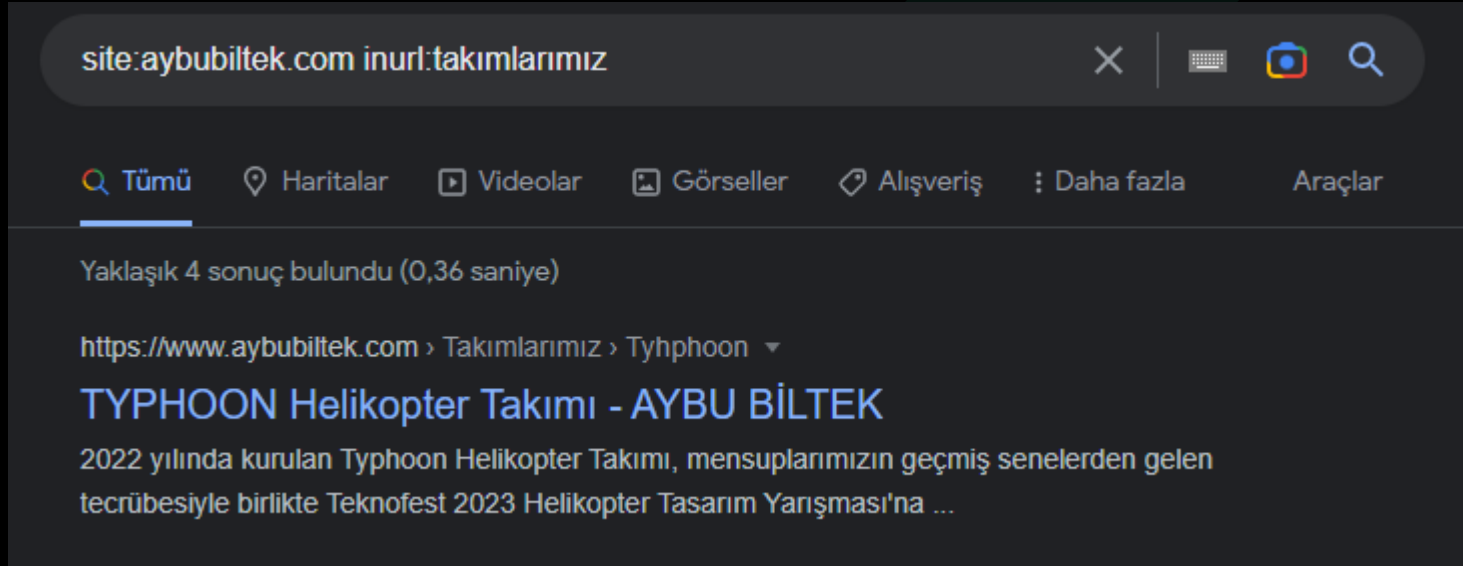 site:aybubiltek.com inurl:takımlarımız
Tümü Haritalar Videolar Görseller Alışveriş Daha fazla Araçlar
Yaklaşık 4 sonuç bulundu (0,36 saniye)
https://www.aybubiltek.com › Takımlarımız › Tyhphoon
TYPHOON Helikopter Takımı - AYBU BİLTEK
2022 yılında kurulan Typhoon Helikopter Takımı, mensuplarımızın geçmiş senelerden gelen
tecrübesiyle birlikte Teknofest 2023 Helikopter Tasarım Yarışması'na ...